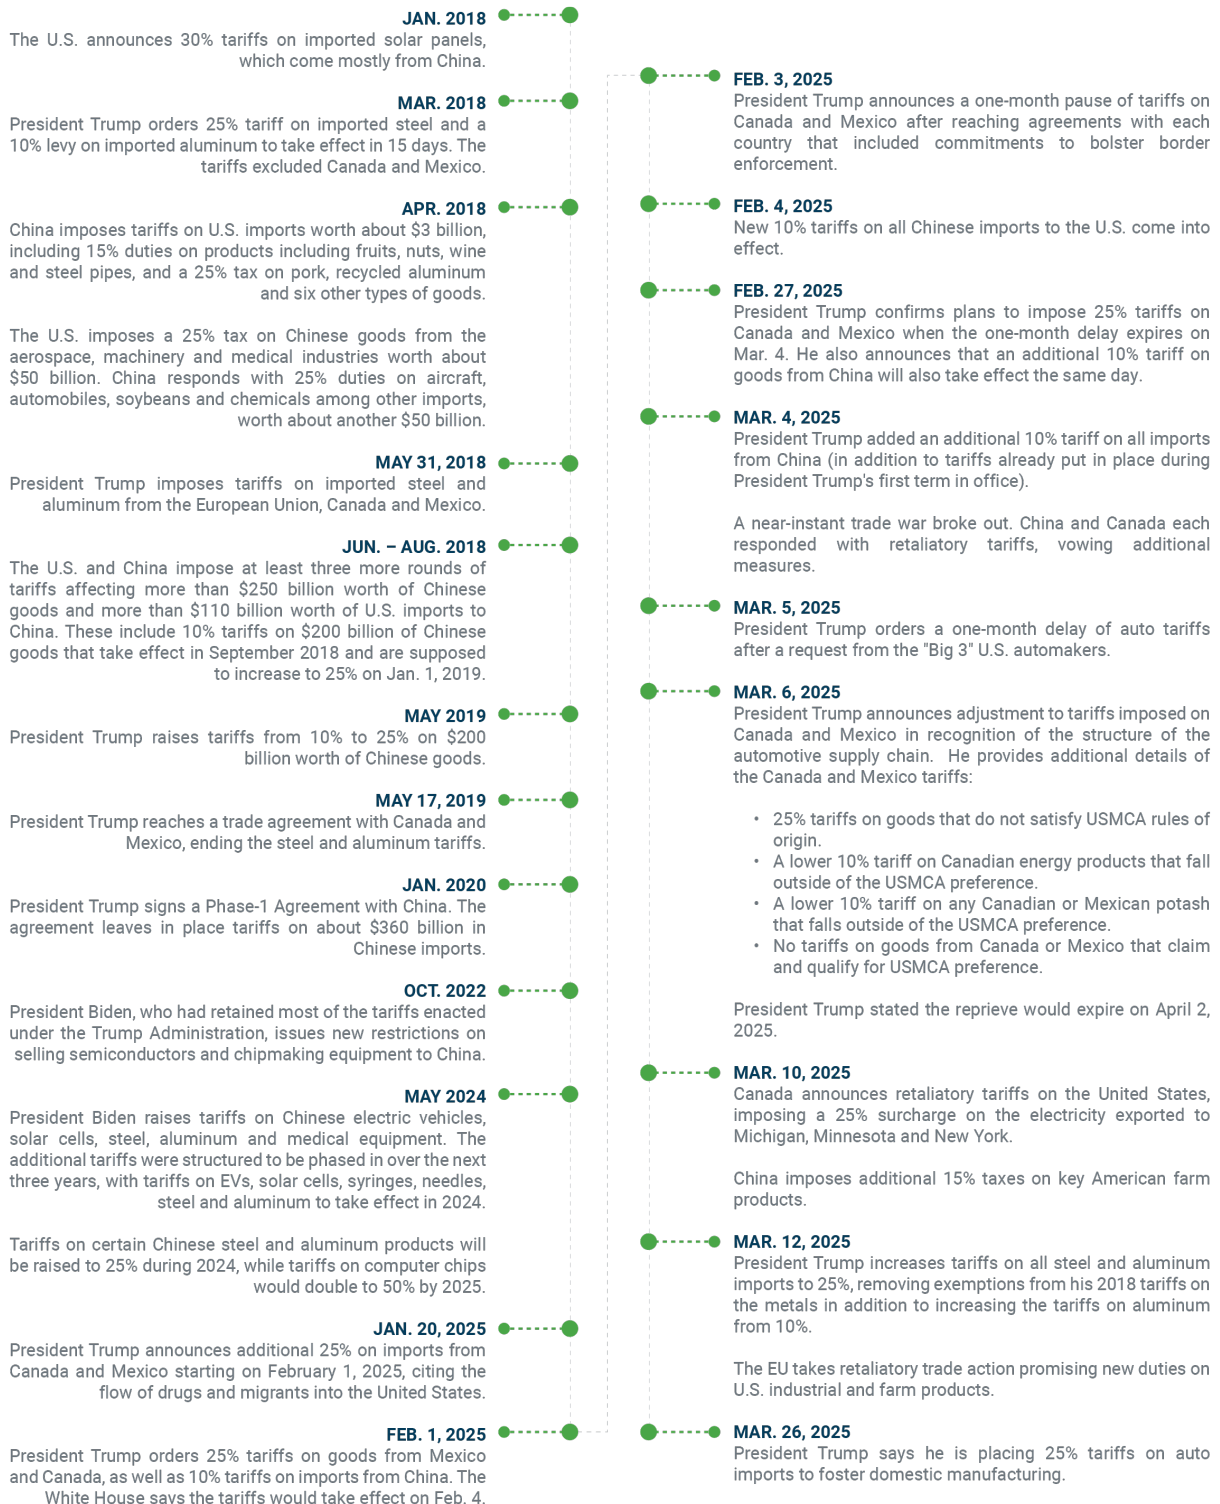 JAN. 2018
The U.S. announces 30% tariffs on imported solar panels,
which come mostly from China.
MAR. 2018
President Trump orders 25% tariff on imported steel and a
10% levy on imported aluminum to take effect in 15 days. The
tariffs excluded Canada and Mexico.
APR. 2018
China imposes tariffs on U.S. imports worth about $3 billion,
including 15% duties on products including fruits, nuts, wine
and steel pipes, and a 25% tax on pork, recycled aluminum
and six other types of goods.
The U.S. imposes a 25% tax on Chinese goods from the
aerospace, machinery and medical industries worth about
$50 billion. China responds with 25% duties on aircraft,
automobiles, soybeans and chemicals among other imports,
worth about another $50 billion.
MAY 31, 2018
President Trump imposes tariffs on imported steel and
aluminum from the European Union, Canada and Mexico.
JUN. – AUG. 2018
The U.S. and China impose at least three more rounds of
tariffs affecting more than $250 billion worth of Chinese
goods and more than $110 billion worth of U.S. imports to
China. These include 10% tariffs on $200 billion of Chinese
goods that take effect in September 2018 and are supposed
to increase to 25% on Jan. 1, 2019.
MAY 2019
President Trump raises tariffs from 10% to 25% on $200
billion worth of Chinese goods.
MAY 17, 2019
President Trump reaches a trade agreement with Canada and
Mexico, ending the steel and aluminum tariffs.
JAN. 2020
President Trump signs a Phase-1 Agreement with China. The
agreement leaves in place tariffs on about $360 billion in
Chinese imports.
OCT. 2022
President Biden, who had retained most of the tariffs enacted
under the Trump Administration, issues new restrictions on
selling semiconductors and chipmaking equipment to China.
MAY 2024
President Biden raises tariffs on Chinese electric vehicles,
solar cells, steel, aluminum and medical equipment. The
additional tariffs were structured to be phased in over the next
three years, with tariffs on EVs, solar cells, syringes, needles,
steel and aluminum to take effect in 2024.
Tariffs on certain Chinese steel and aluminum products will
be raised to 25% during 2024, while tariffs on computer chips
would double to 50% by 2025.
JAN. 20, 2025
President Trump announces additional 25% on imports from
Canada and Mexico starting on February 1, 2025, citing the
flow of drugs and migrants into the United States.
FEB. 1, 2025
President Trump orders 25% tariffs on goods from Mexico
and Canada, as well as 10% tariffs on imports from China. The
White House says the tariffs would take effect on Feb. 4.
FEB. 3, 2025
President Trump announces a one-month pause of tariffs on
Canada and Mexico after reaching agreements with each
country that included commitments to bolster border
enforcement.
FEB. 4, 2025
New 10% tariffs on all Chinese imports to the U.S. come into
effect.
FEB. 27, 2025
President Trump confirms plans to impose 25% tariffs on
Canada and Mexico when the one-month delay expires on
Mar. 4. He also announces that an additional 10% tariff on
goods from China will also take effect the same day.
MAR. 4, 2025
President Trump added an additional 10% tariff on all imports
from China (in addition to tariffs already put in place during
President Trump's first term in office).
A near-instant trade war broke out. China and Canada each
responded with retaliatory tariffs, vowing additional
measures.
MAR. 5, 2025
President Trump orders a one-month delay of auto tariffs
after a request from the "Big 3" U.S. automakers.
MAR. 6, 2025
President Trump announces adjustment to tariffs imposed on
Canada and Mexico in recognition of the structure of the
automotive supply chain. He provides additional details of
the Canada and Mexico tariffs:
• 25% tariffs on goods that do not satisfy USMCA rules of
origin.
• A lower 10% tariff on Canadian energy products that fall
outside of the USMCA preference.
• A lower 10% tariff on any Canadian or Mexican potash
that falls outside of the USMCA preference.
• No tariffs on goods from Canada or Mexico that claim
and qualify for USMCA preference.
President Trump stated the reprieve would expire on April 2,
2025.
MAR. 10, 2025
Canada announces retaliatory tariffs on the United States,
imposing a 25% surcharge on the electricity exported to
Michigan, Minnesota and New York.
China imposes additional 15% taxes on key American farm
products.
MAR. 12, 2025
President Trump increases tariffs on all steel and aluminum
imports to 25%, removing exemptions from his 2018 tariffs on
the metals in addition to increasing the tariffs on aluminum
from 10%.
The EU takes retaliatory trade action promising new duties on
U.S. industrial and farm products.
MAR. 26, 2025
President Trump says he is placing 25% tariffs on auto
imports to foster domestic manufacturing.